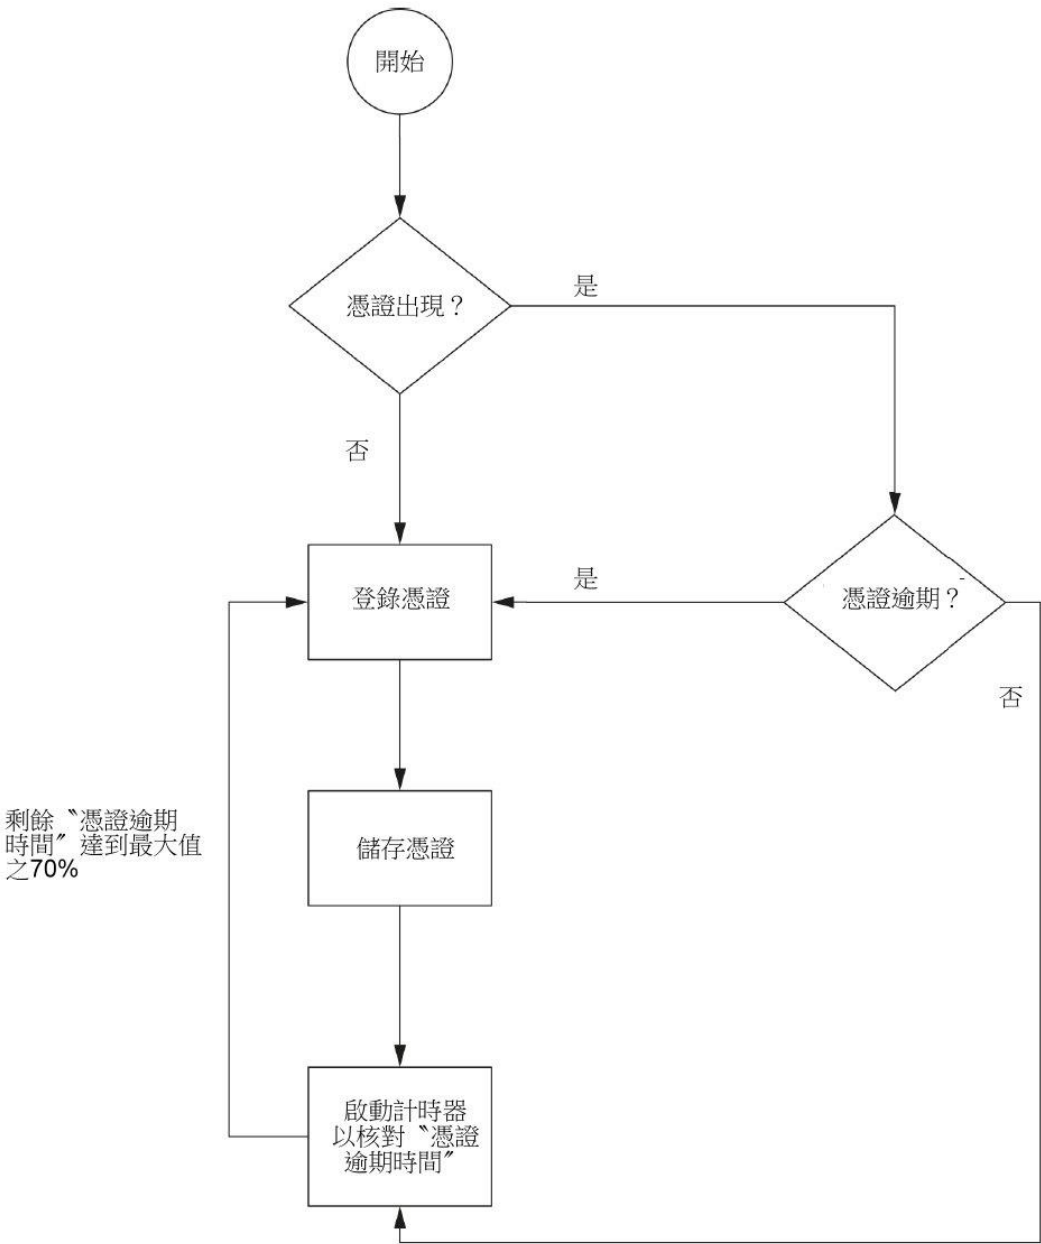 開始
憑證出現？
是
否
登錄憑證
是
憑證逾期？
否
剩餘〝憑證逾期
時間〞達到最大值
之70%
儲存憑證
啟動計時器
以核對〝憑證
逾期時間〞